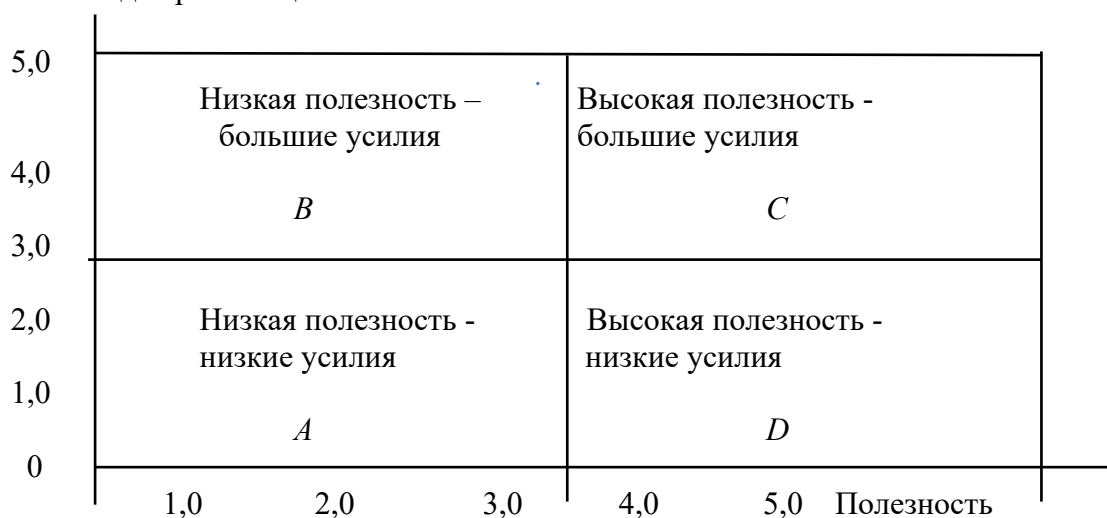 5,0
Низкая полезность –
большие усилия
Высокая полезность -
большие усилия
4,0
B
C
3,0
2,0
Низкая полезность -
низкие усилия
Высокая полезность -
низкие усилия
1,0
A
D
0
1,0 2,0 3,0 4,0 5,0 Полезность